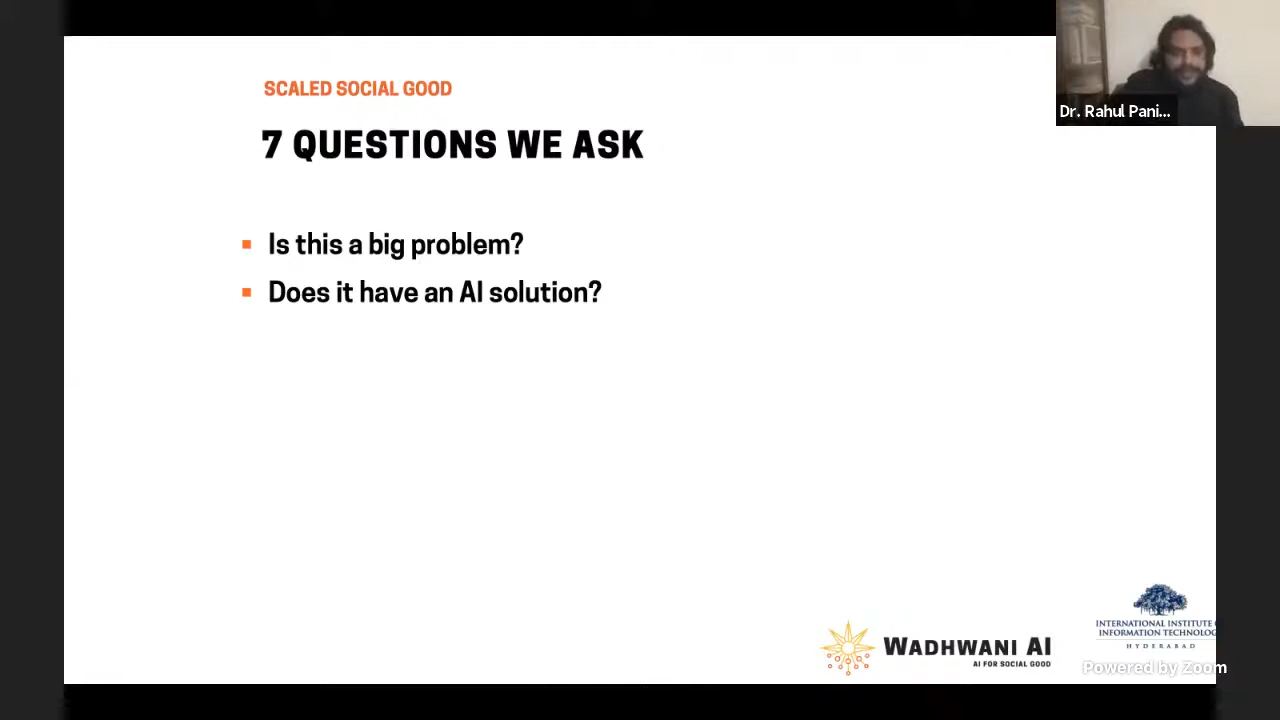 SCALED SOCIAL GOOD
7 QUESTIONS WE ASK
Is this a big problem?
Does it have an AI solution?
Dr. Rahul Pani...
WADHWANI AI
AI FOR SOCIAL GOOD
INTERNATIONAL INSTITUTE
INFORMATION TECHNOLOG
HYDERABAD
Powered by Zoom